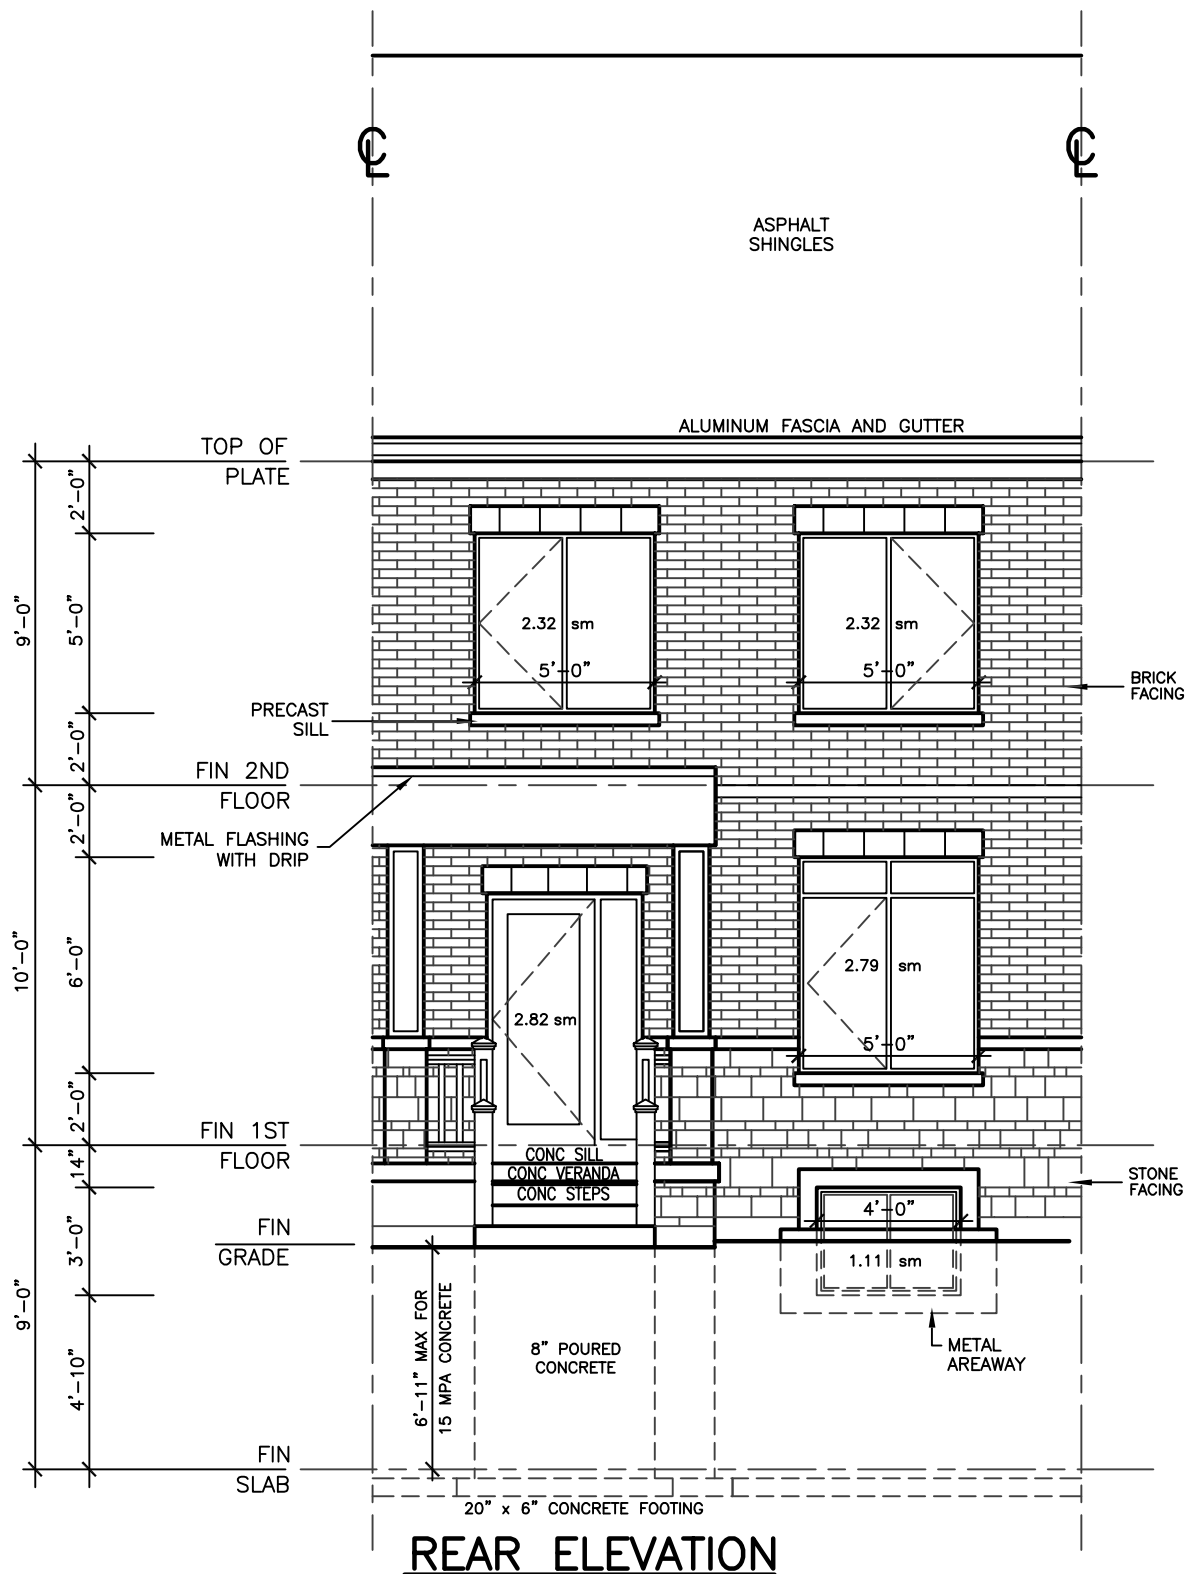 ℄ ℄
ASPHALT
SHINGLES
ALUMINUM FASCIA AND GUTTER
TOP OF
PLATE
2'-0"
5'-0"
9'-0"
2.32 sm
2.32 sm
5'-0"
5'-0"
BRICK
FACING
PRECAST
SILL
2'-0"
FIN 2ND
FLOOR
2'-0"
METAL FLASHING
WITH DRIP
10'-0"
6'-0"
2.79 sm
2.82 sm
5'-0"
2'-0"
FIN 1ST
FLOOR
14"
CONC SILL
CONC VERANDA
CONC STEPS
STONE
FACING
4'-0"
FIN
GRADE
3'-0"
1.11 sm
9'-0"
6'-11" MAX FOR
15 MPA CONCRETE
8" POURED
CONCRETE
METAL
AREAWAY
4'-10"
FIN
SLAB
20" x 6" CONCRETE FOOTING
REAR ELEVATION